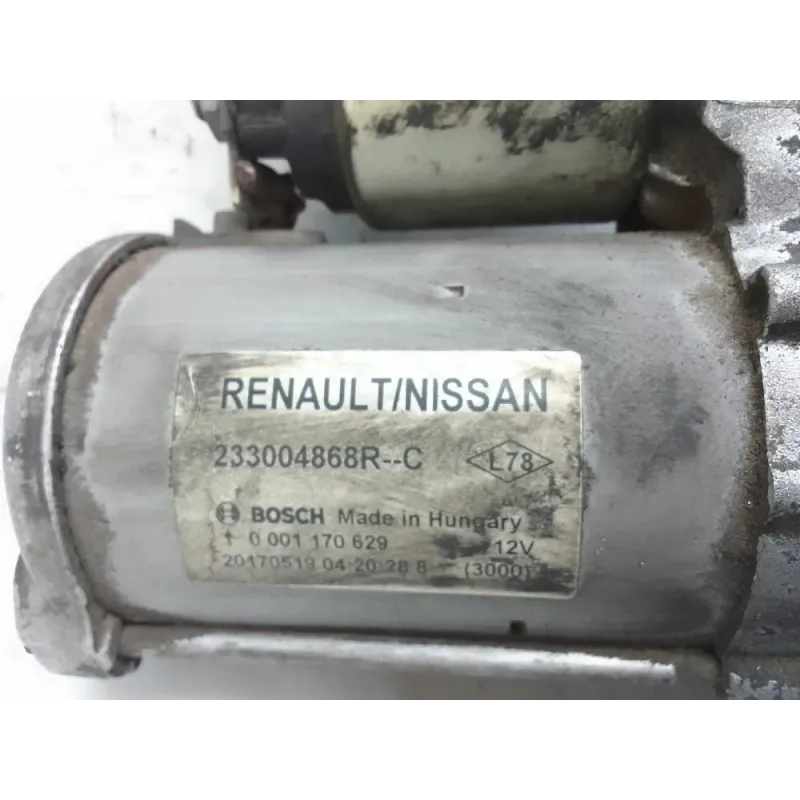 RENAULT/NISSAN
233004868R--C L78
BOSCH Made in Hungary
0 001 170 629 12V
20170519 04 20 28 8 (3000)